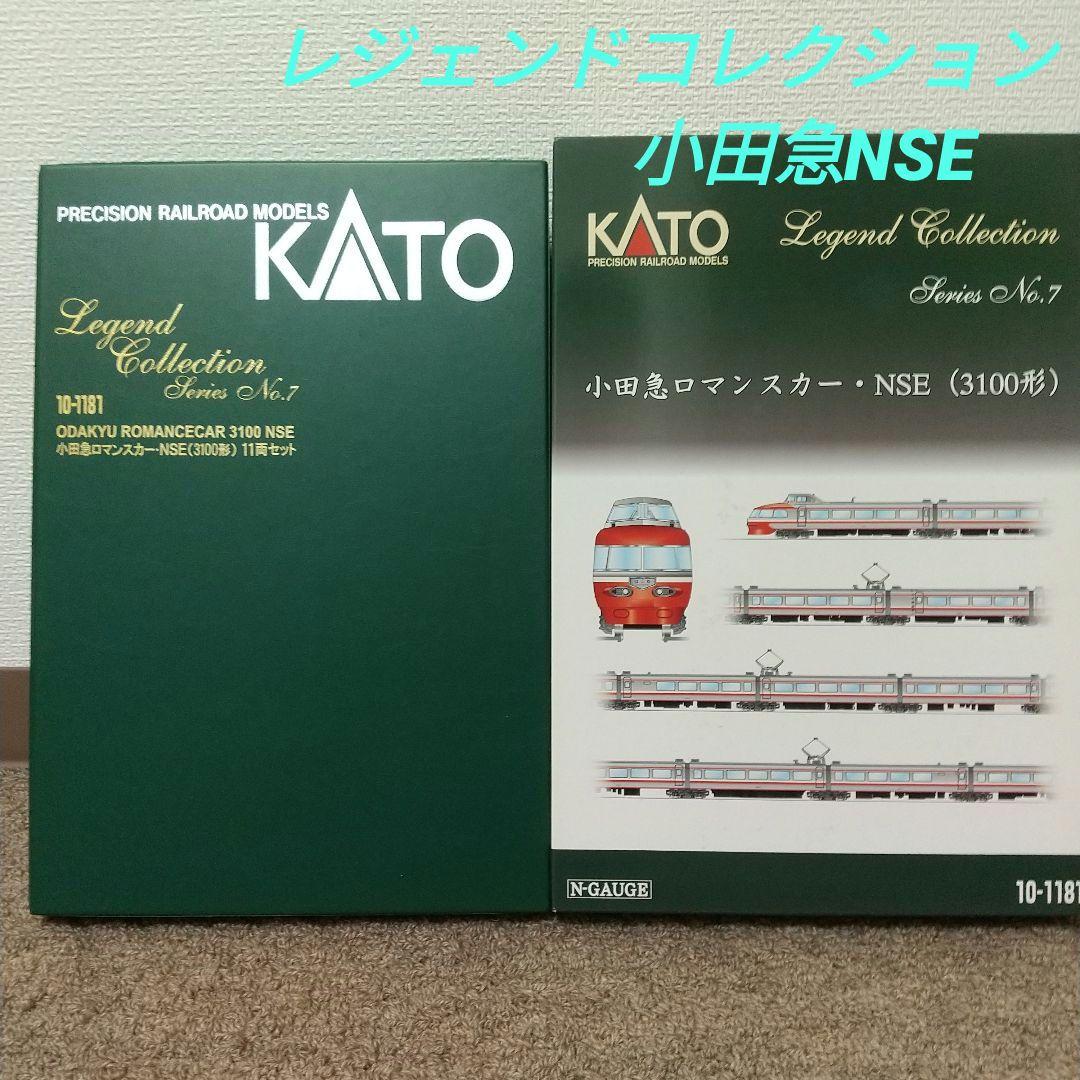 レジェンドコレクション
小田急NSE
PRECISION RAILROAD MODELS
KATO
Legend
Collection
Series No.7
10-1181
ODAKYU ROMANCECAR 3100 NSE
小田急ロマンスカー・NSE(3100形) 11両セット
KATO
PRECISION RAILROAD MODELS
Legend Collection
Series No.7
小田急ロマンスカー・NSE（3100形）
N-GAUGE
10-1181